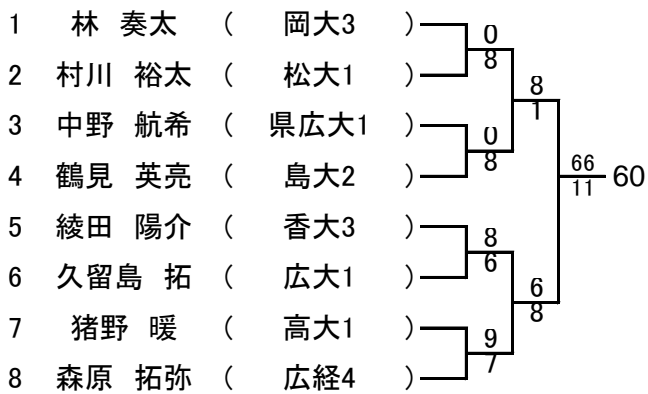 1 林 奏太 ( 岡大3 )
0
8
2 村川 裕太 ( 松大1 )
8
1
3 中野 航希 ( 県広大1 )
0
8
4 鶴見 英亮 ( 島大2 )
66
11
60
5 綾田 陽介 ( 香大3 )
8
6
6 久留島 拓 ( 広大1 )
6
8
7 猪野 暖 ( 高大1 )
9
7
8 森原 拓弥 ( 広経4 )